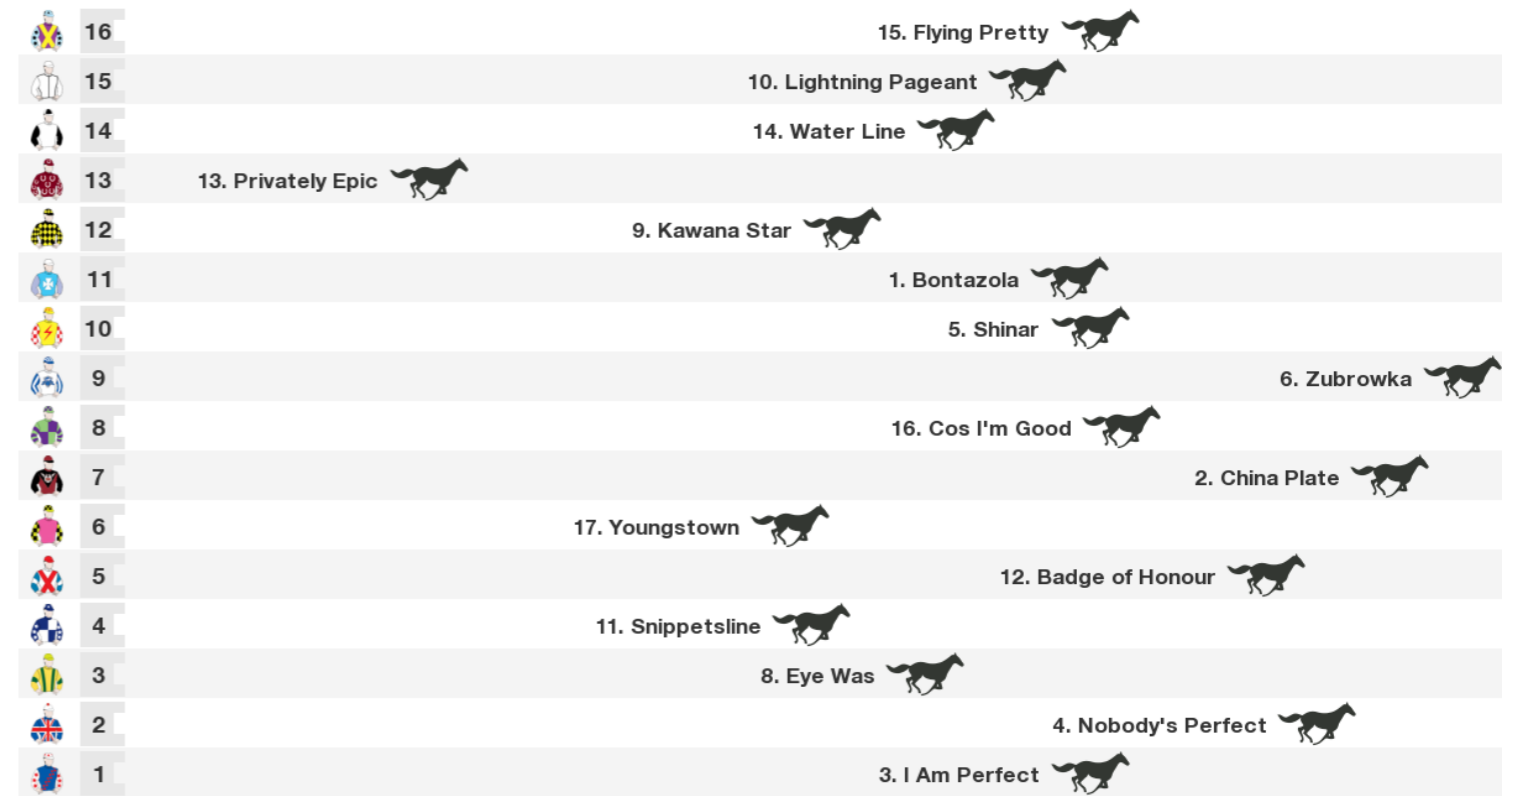 16 15. Flying Pretty
15 10. Lightning Pageant
14 14. Water Line
13 13. Privately Epic
12 9. Kawana Star
11 1. Bontazola
10 5. Shinar
9 6. Zubrowka
8 16. Cos I'm Good
7 2. China Plate
6 17. Youngstown
5 12. Badge of Honour
4 11. Snippetsline
3 8. Eye Was
2 4. Nobody's Perfect
1 3. I Am Perfect